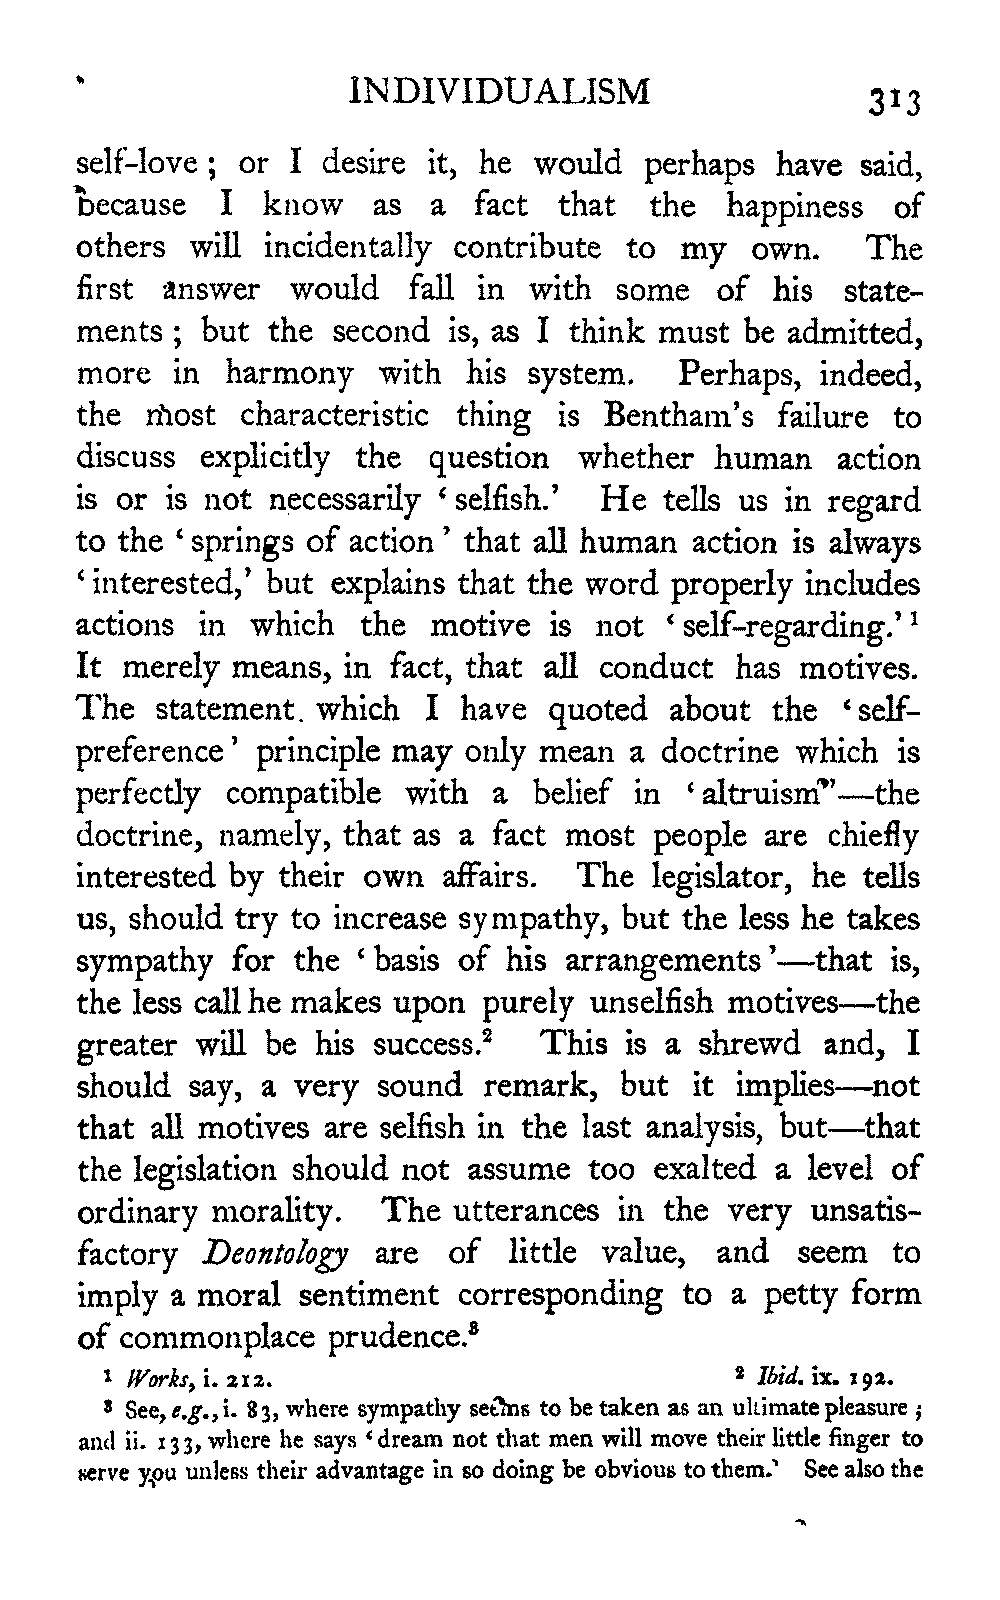 INDIVIDUALISM 313
self-love ; or I desire it, he would perhaps have said,
because I know as a fact that the happiness of
others will incidentally contribute to my own. The
first answer would fall in with some of his state-
ments ; but the second is, as I think must be admitted,
more in harmony with his system. Perhaps, indeed,
the most characteristic thing is Bentham's failure to
discuss explicitly the question whether human action
is or is not necessarily ‘ selfish.’ He tells us in regard
to the ‘ springs of action ’ that all human action is always
‘ interested,’ but explains that the word properly includes
actions in which the motive is not ‘ self-regarding.’ ¹
It merely means, in fact, that all conduct has motives.
The statement which I have quoted about the ‘ self-
preference ’ principle may only mean a doctrine which is
perfectly compatible with a belief in ‘ altruism ’—the
doctrine, namely, that as a fact most people are chiefly
interested by their own affairs. The legislator, he tells
us, should try to increase sympathy, but the less he takes
sympathy for the ‘ basis of his arrangements ’—that is,
the less call he makes upon purely unselfish motives—the
greater will be his success.² This is a shrewd and, I
should say, a very sound remark, but it implies—not
that all motives are selfish in the last analysis, but—that
the legislation should not assume too exalted a level of
ordinary morality. The utterances in the very unsatis-
factory Deontology are of little value, and seem to
imply a moral sentiment corresponding to a petty form
of commonplace prudence.³
¹ Works, i. 212. ² Ibid. ix. 192.
³ See, e.g., i. 83, where sympathy seems to be taken as an ultimate pleasure ;
and ii. 133, where he says ‘ dream not that men will move their little finger to
serve you unless their advantage in so doing be obvious to them.’ See also the